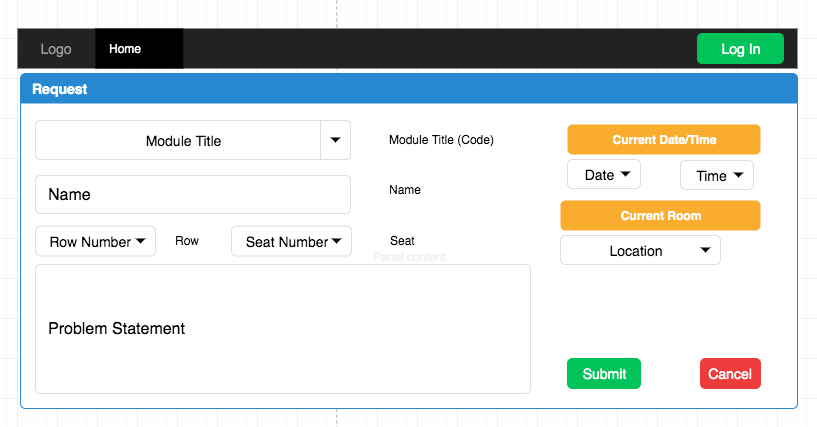 Logo Home Log In
Request
Module Title Module Title (Code) Current Date/Time
Date Time
Name Name
Current Room
Row Number Row Seat Number Seat
Location
Panel content
Problem Statement
Submit Cancel